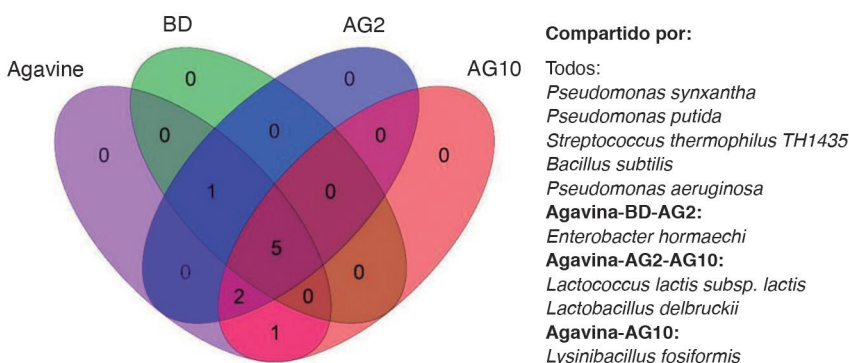 BD
AG2
Agavine
AG10
0
0
0
0
0
0
0
1
0
5
0
0
2
0
1
Compartido por:
Todos:
Pseudomonas synxantha
Pseudomonas putida
Streptococcus thermophilus TH1435
Bacillus subtilis
Pseudomonas aeruginosa
Agavina-BD-AG2:
Enterobacter hormaechi
Agavina-AG2-AG10:
Lactococcus lactis subsp. lactis
Lactobacillus delbruckii
Agavina-AG10:
Lysinibacillus fosiformis